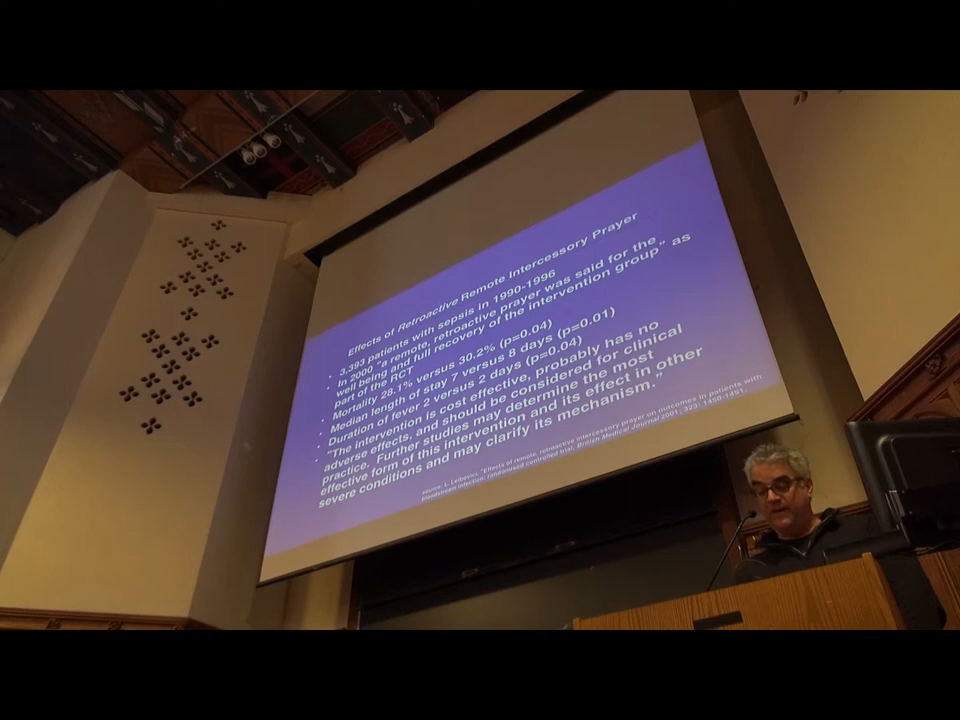 Effects of Retroactive Remote Intercessory Prayer
• 3,393 patients with sepsis in 1990-1996
• In 2000 “a remote, retroactive prayer was said for the
well being and full recovery of the intervention group,” as
part of the RCT
• Mortality 28.1% versus 30.2% (p=0.04)
• Median length of stay 7 versus 8 days (p=0.01)
• Duration of fever 2 versus 2 days (p=0.04)
• “The intervention is cost effective, probably has no
adverse effects, and should be considered for clinical
practice. Further studies may determine the most
effective form of this intervention and its effect in other
severe conditions and may clarify its mechanism.”
source: L. Leibovici, “Effects of remote, retroactive intercessory prayer on outcomes in patients with
bloodstream infection: randomised controlled trial, British Medical Journal 2001; 323: 1450-1451.